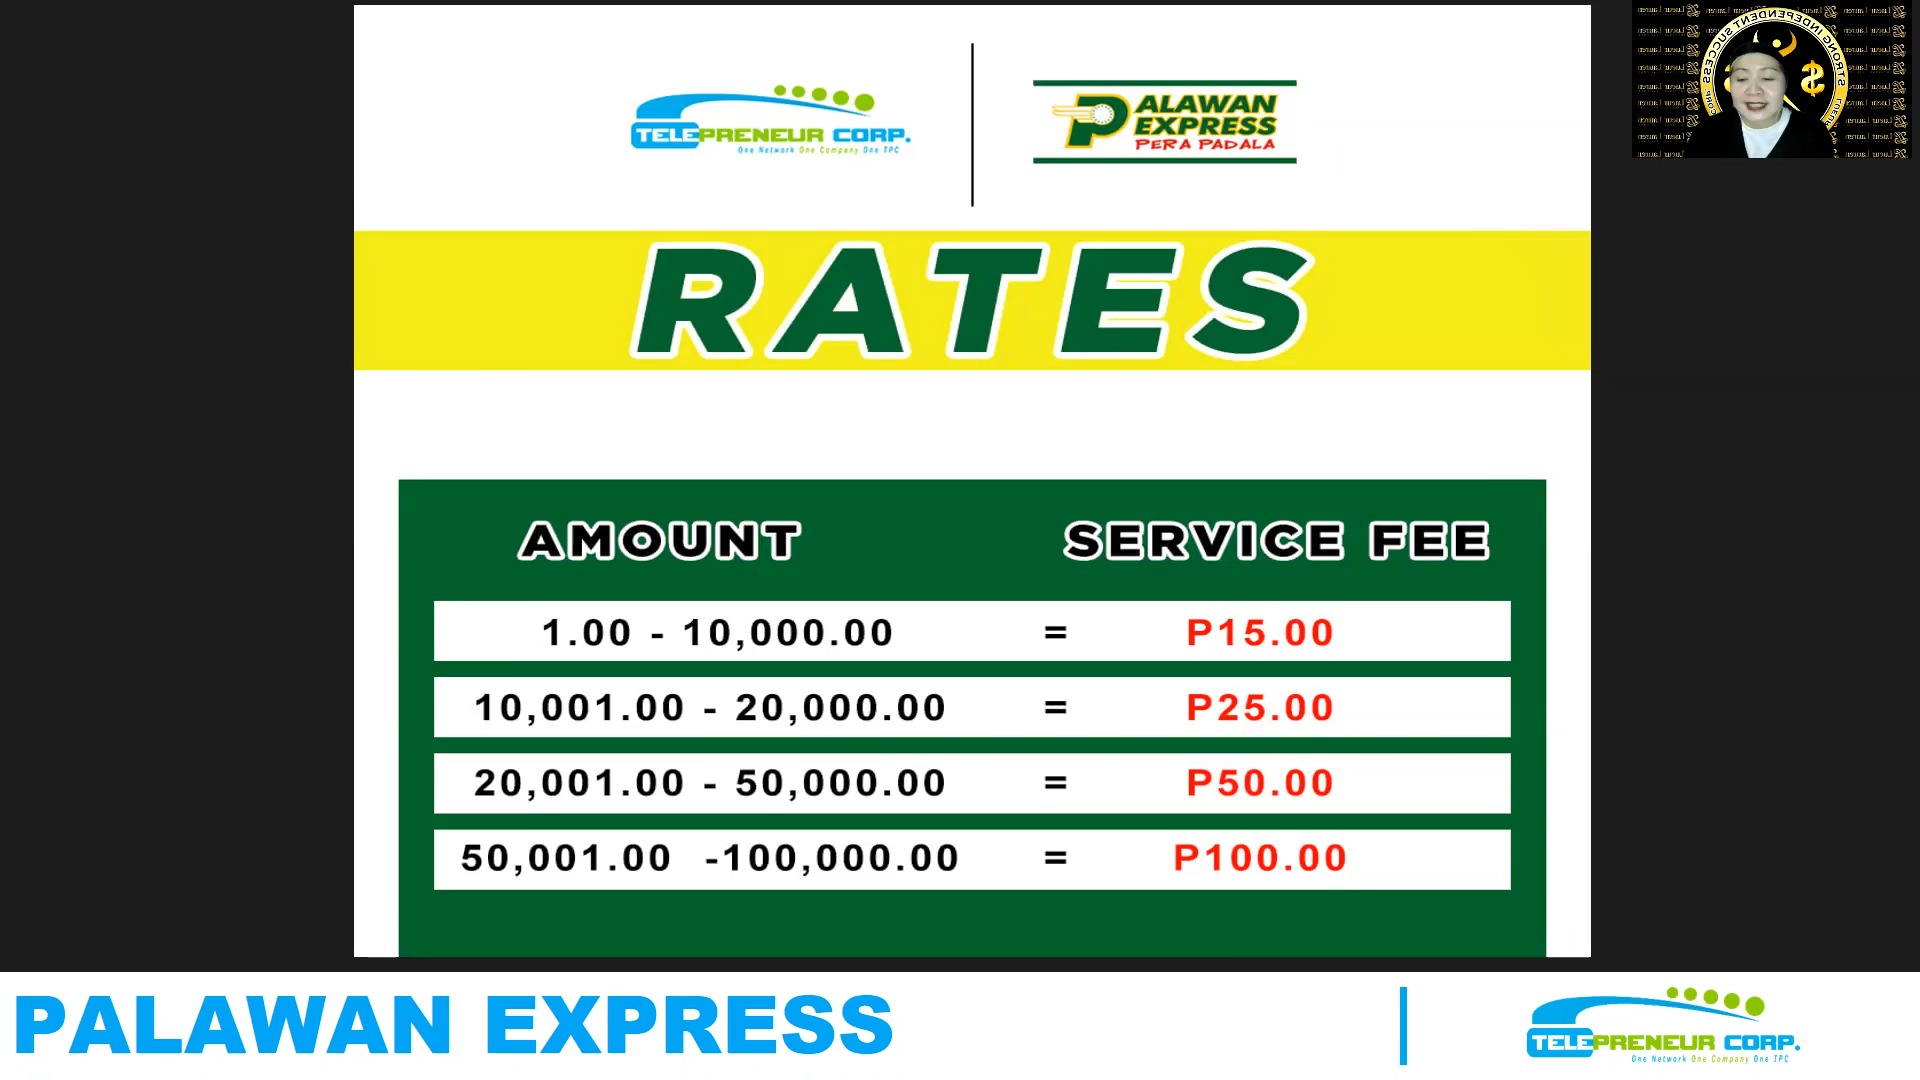 TELEPRENEUR CORP.
One Network One Company One TPC
PALAWAN
EXPRESS
PERA PADALA
STRONG INDEPENDENT SUCCESS
RATES
AMOUNT SERVICE FEE
1.00 - 10,000.00 = P15.00
10,001.00 - 20,000.00 = P25.00
20,001.00 - 50,000.00 = P50.00
50,001.00 -100,000.00 = P100.00
PALAWAN EXPRESS
TELEPRENEUR CORP.
One Network One Company One TPC